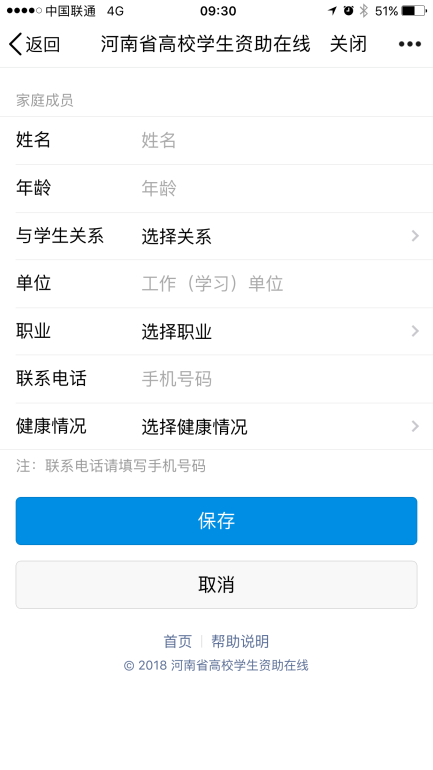 中国联通 4G 09:30 51%
返回 河南省高校学生资助在线 关闭
家庭成员
姓名 姓名
年龄 年龄
与学生关系 选择关系
单位 工作（学习）单位
职业 选择职业
联系电话 手机号码
健康情况 选择健康情况
注：联系电话请填写手机号码
保存
取消
首页 帮助说明
© 2018 河南省高校学生资助在线